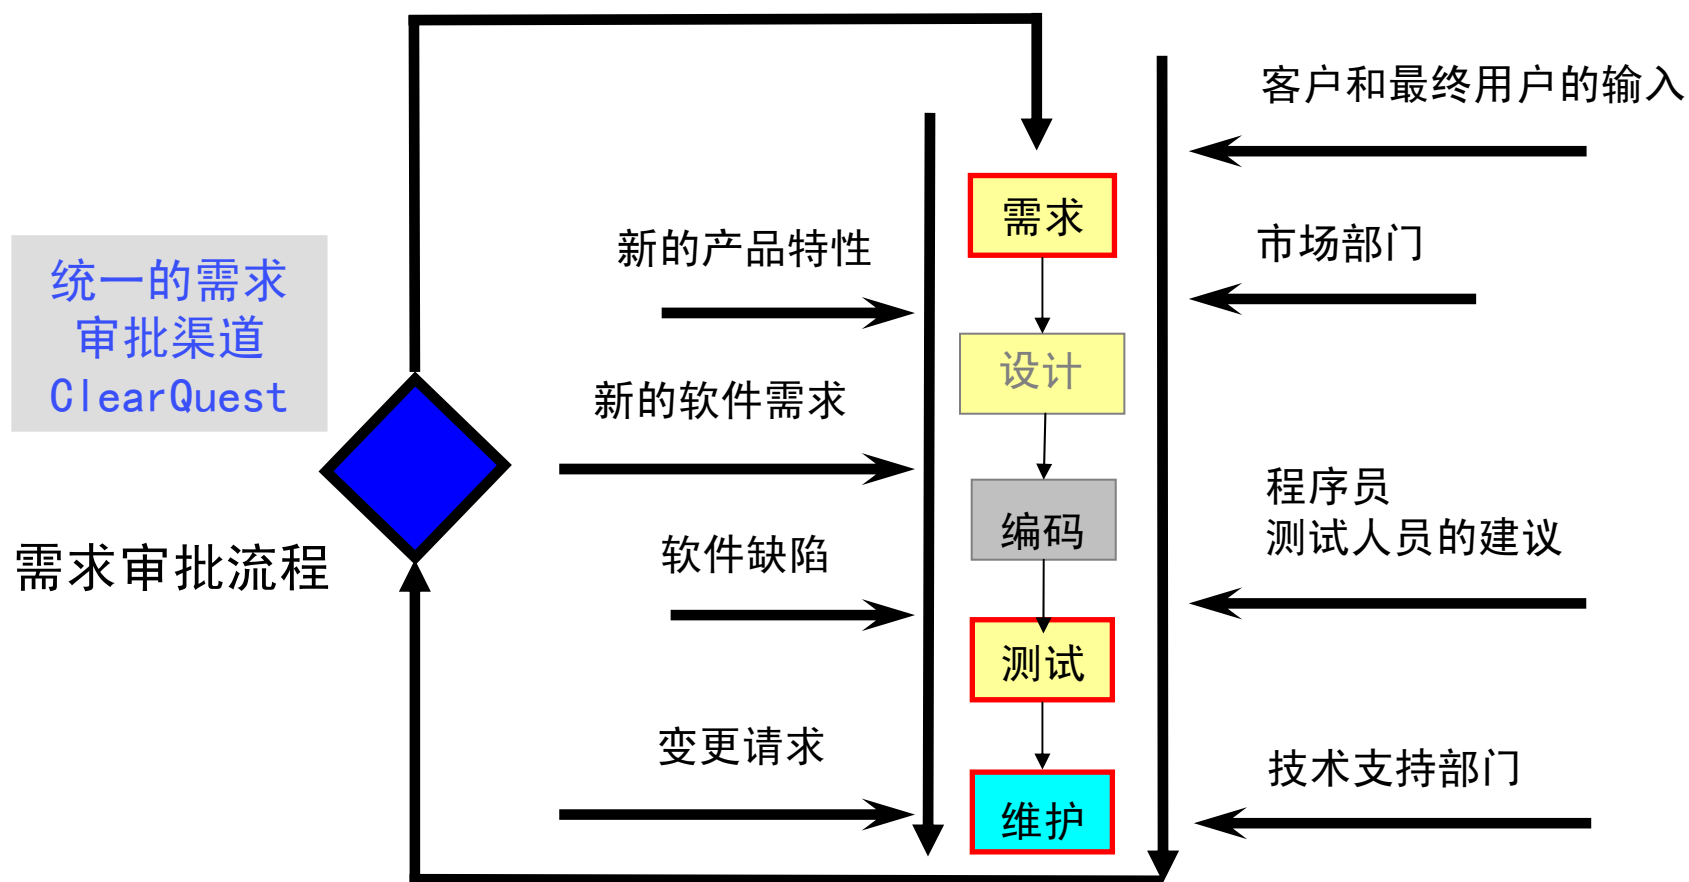 客户和最终用户的输入
需求
市场部门
新的产品特性
统一的需求
审批渠道
ClearQuest
设计
新的软件需求
程序员
测试人员的建议
编码
软件缺陷
需求审批流程
测试
变更请求
技术支持部门
维护